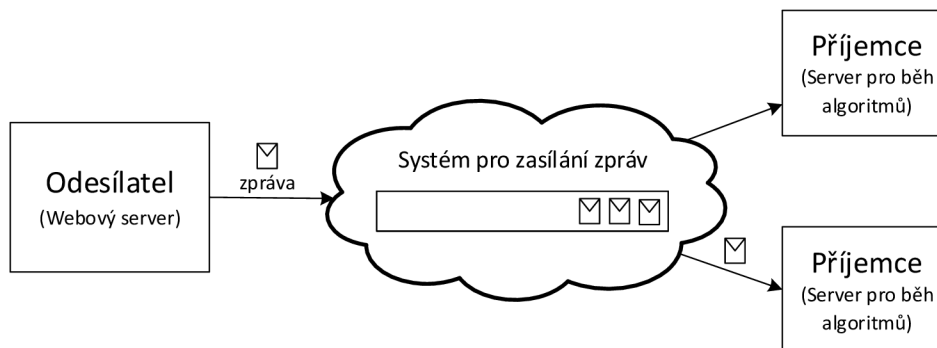 Odesílatel
(Webový server)
zpráva
Systém pro zasílání zpráv
Příjemce
(Server pro běh
algoritmů)
Příjemce
(Server pro běh
algoritmů)